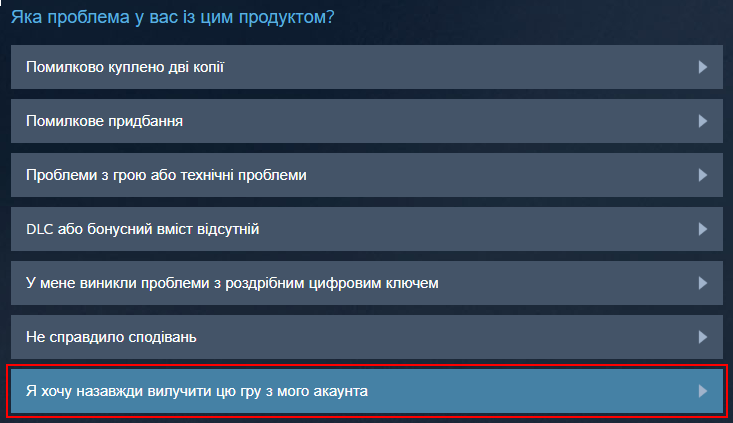 Яка проблема у вас із цим продуктом?
Помилково куплено дві копії
Помилкове придбання
Проблеми з грою або технічні проблеми
DLC або бонусний вміст відсутній
У мене виникли проблеми з роздрібним цифровим ключем
Не справдило сподівань
Я хочу назавжди вилучити цю гру з мого акаунта